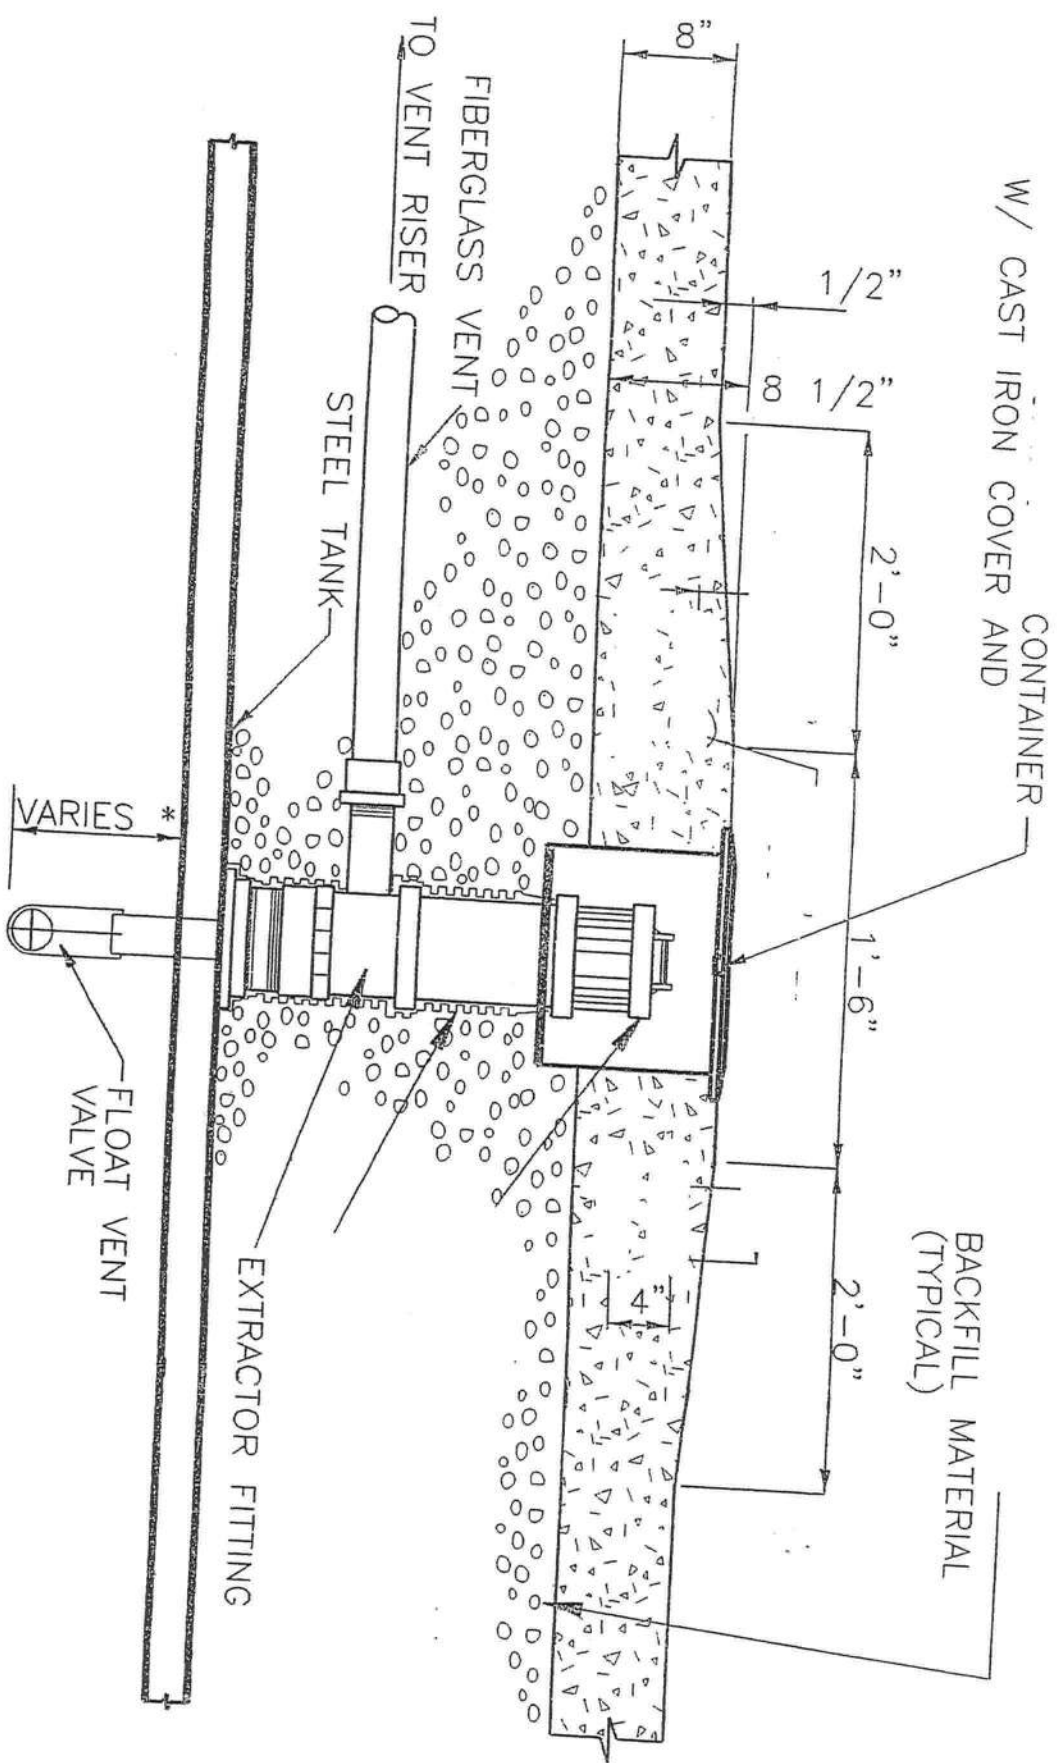 CONTAINER
W/ CAST IRON COVER AND
BACKFILL MATERIAL
(TYPICAL)
2'-0"
1'-6"
2'-0"
1/2"
8 1/2"
8"
4"
FIBERGLASS VENT
TO VENT RISER
STEEL TANK
EXTRACTOR FITTING
VARIES *
FLOAT VENT
VALVE